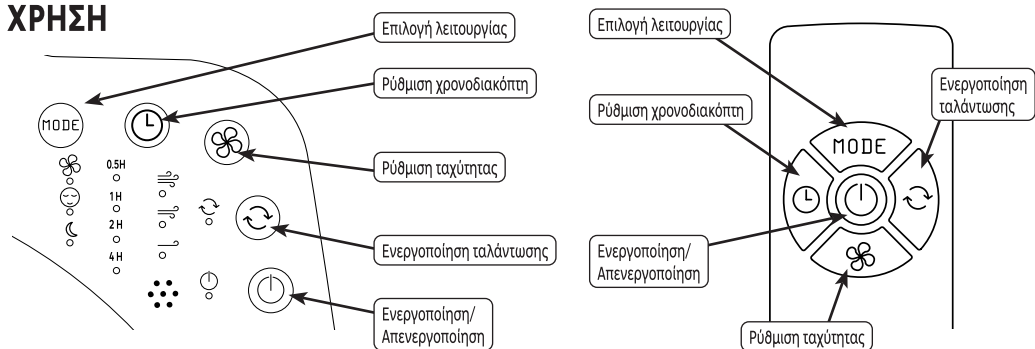 ΧΡΗΣΗ
Επιλογή λειτουργίας
Ρύθμιση χρονοδιακόπτη
MODE
0.5H
1H
2H
4H
Ρύθμιση ταχύτητας
Ενεργοποίηση ταλάντωσης
Ενεργοποίηση/
Απενεργοποίηση
Επιλογή λειτουργίας
Ενεργοποίηση
ταλάντωσης
Ρύθμιση χρονοδιακόπτη
MODE
Ενεργοποίηση/
Απενεργοποίηση
Ρύθμιση ταχύτητας